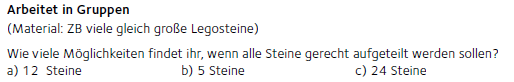 Arbeitet in Gruppen
(Material: ZB viele gleich große Legosteine)
Wie viele Möglichkeiten findet ihr, wenn alle Steine gerecht aufgeteilt werden sollen?
a) 12 Steine b) 5 Steine c) 24 Steine